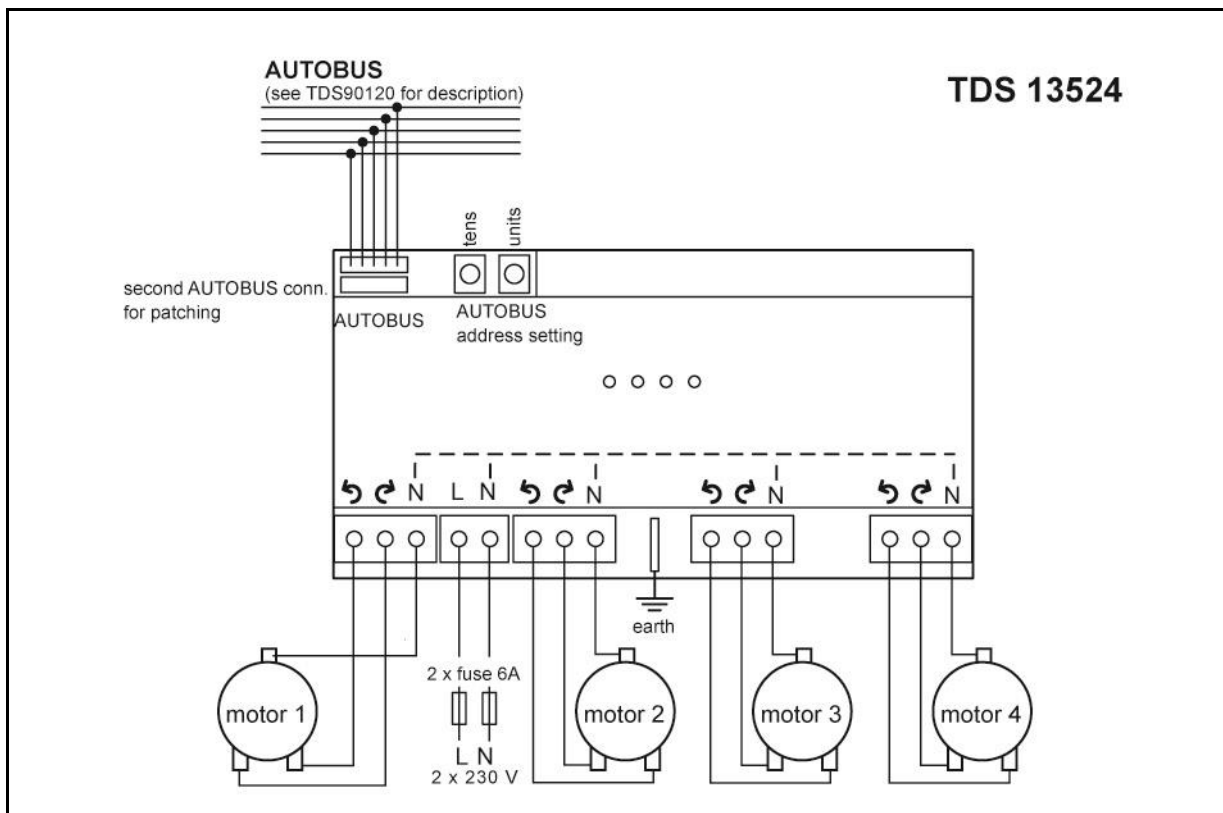 AUTOBUS
(see TDS90120 for description)
TDS 13524
tens
units
second AUTOBUS conn.
for patching
AUTOBUS
AUTOBUS
address setting
N L N N N N
earth
2 x fuse 6A
motor 1
motor 2
motor 3
motor 4
L N
2 x 230 V